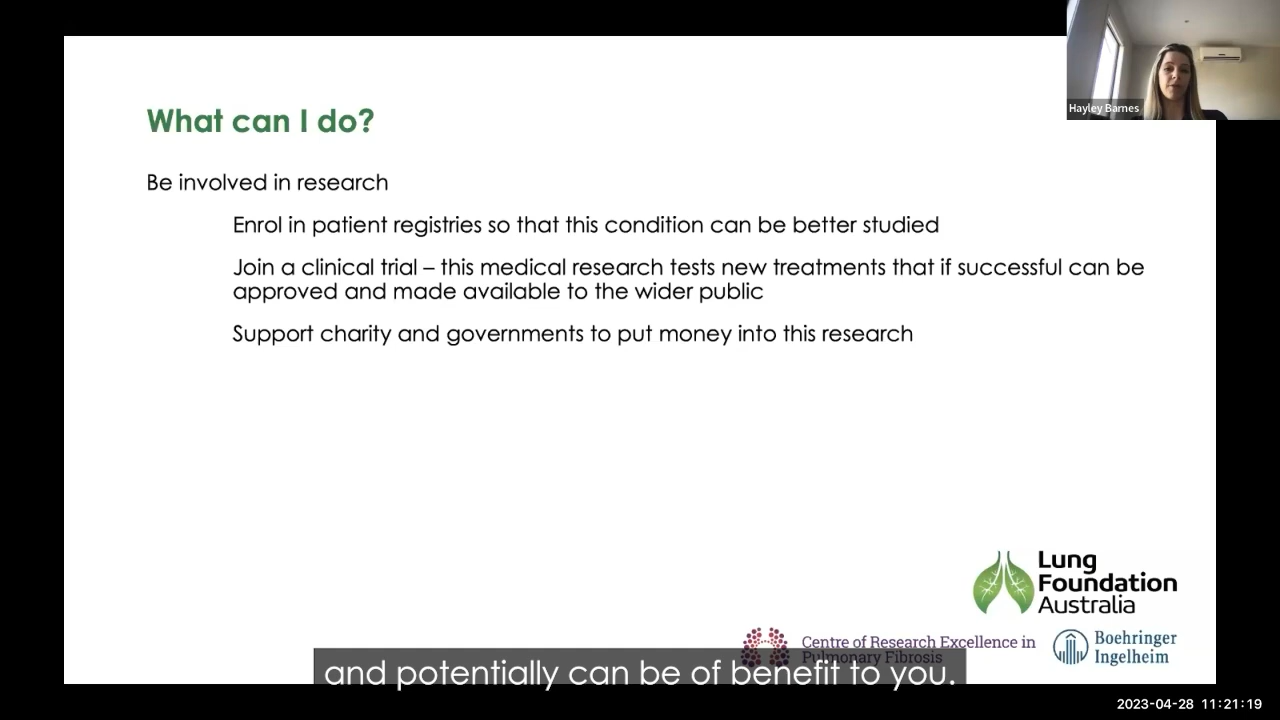 Hayley Barnes
What can I do?
Be involved in research
Enrol in patient registries so that this condition can be better studied
Join a clinical trial – this medical research tests new treatments that if successful can be
approved and made available to the wider public
Support charity and governments to put money into this research
Lung
Foundation
Australia
Centre of Research Excellence in
Pulmonary Fibrosis
Boehringer
Ingelheim
and potentially can be of benefit to you.
2023-04-28 11:21:19